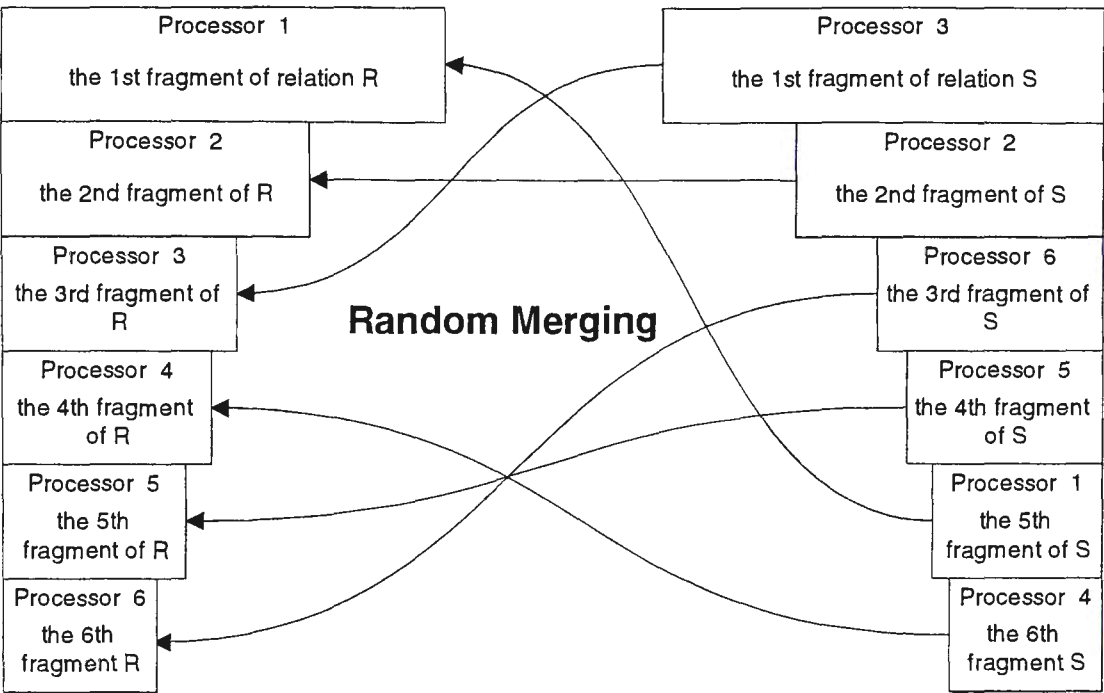 Processor 1
the 1st fragment of relation R
Processor 2
the 2nd fragment of R
Processor 3
the 3rd fragment of
R
Processor 4
the 4th fragment
of R
Processor 5
the 5th
fragment of R
Processor 6
the 6th
fragment R
Random Merging
Processor 3
the 1st fragment of relation S
Processor 2
the 2nd fragment of S
Processor 6
the 3rd fragment of
S
Processor 5
the 4th fragment
of S
Processor 1
the 5th
fragment of S
Processor 4
the 6th
fragment S